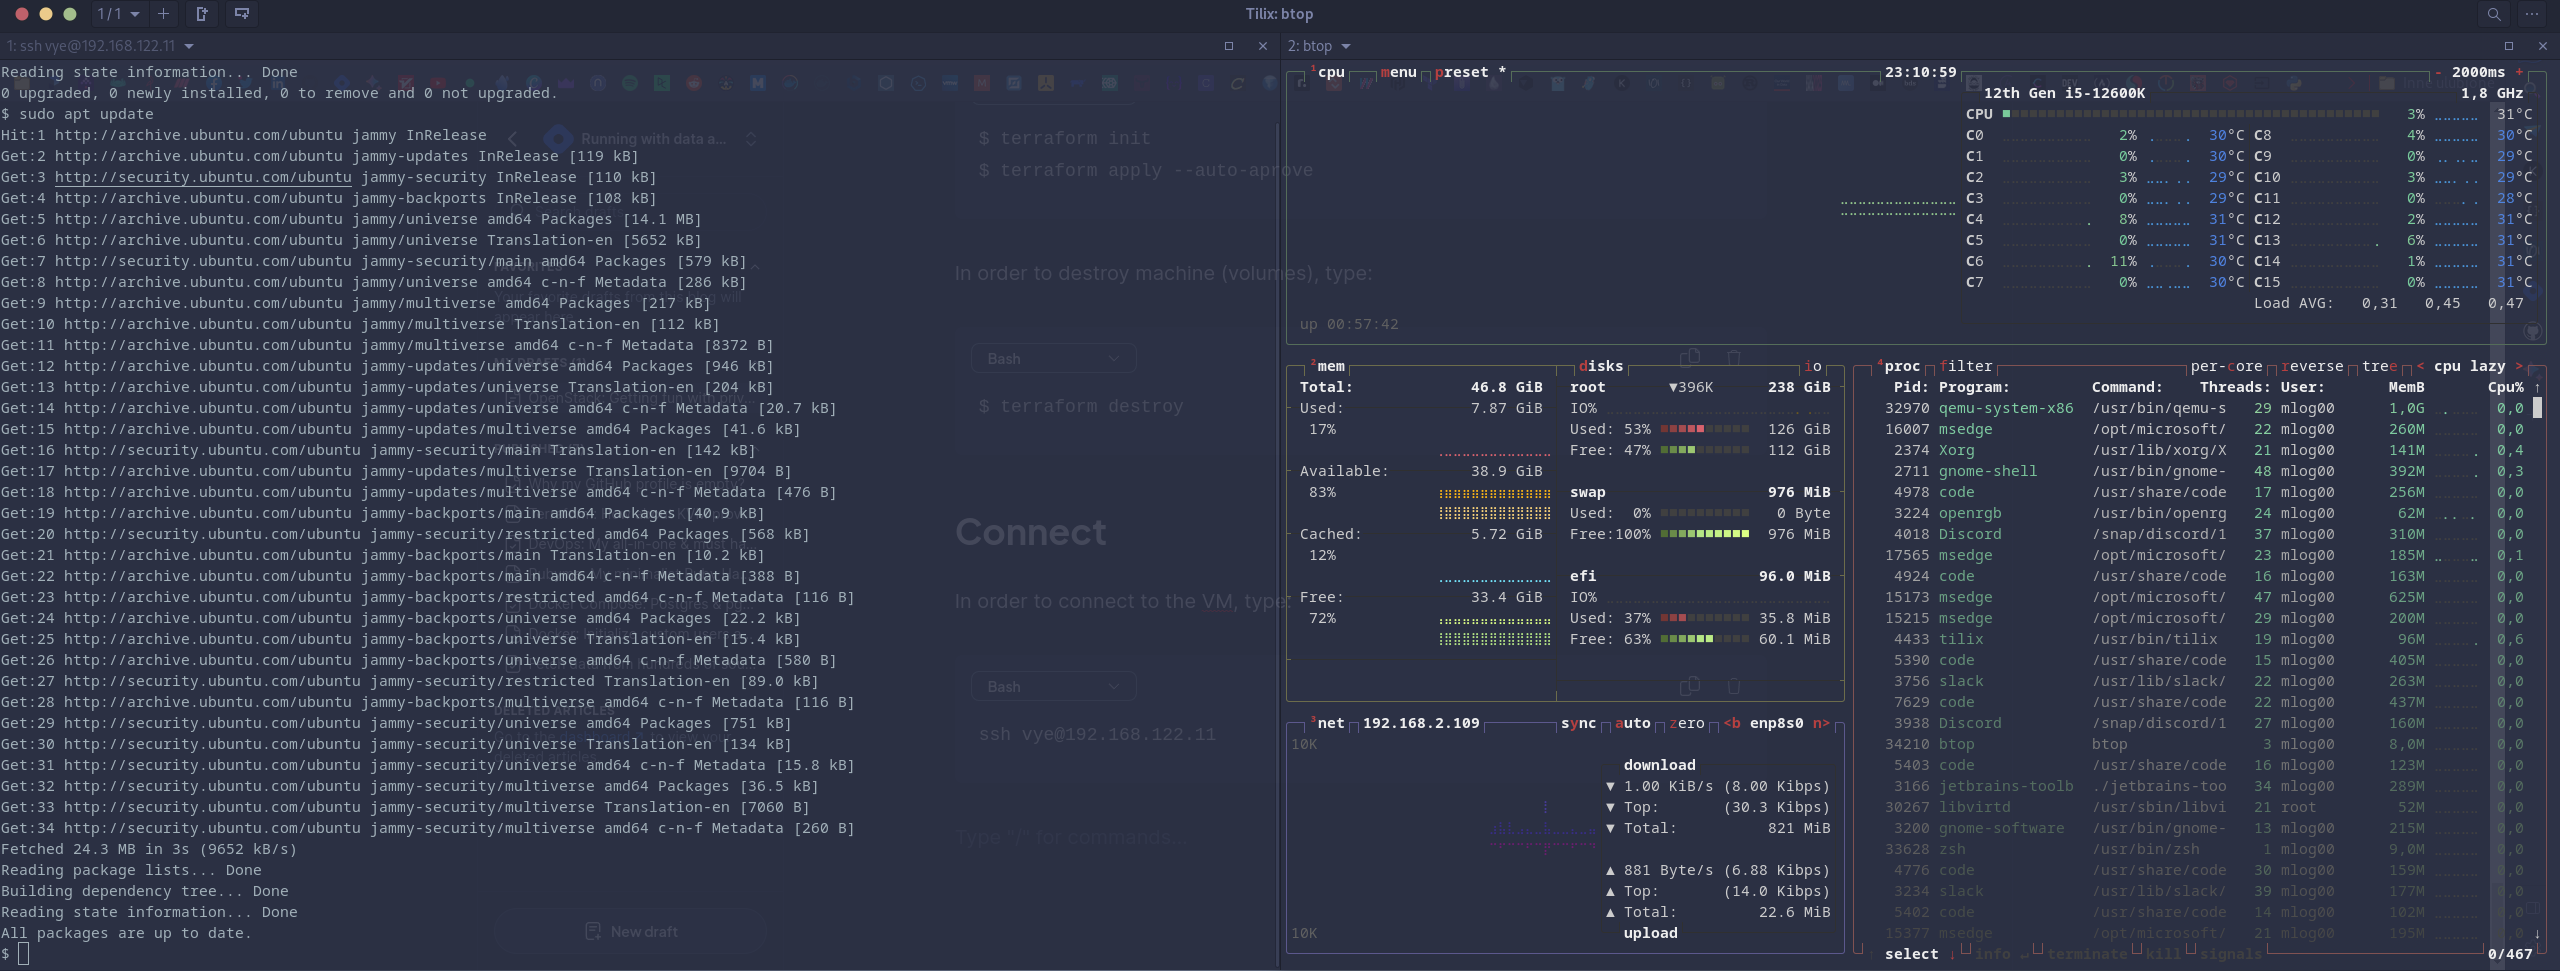 1 / 1
Tilix: btop
1: ssh vye@192.168.122.11
Reading state information... Done
0 upgraded, 0 newly installed, 0 to remove and 0 not upgraded.
$ sudo apt update
Hit:1 http://archive.ubuntu.com/ubuntu jammy InRelease
Get:2 http://archive.ubuntu.com/ubuntu jammy-updates InRelease [119 kB]
Get:3 http://security.ubuntu.com/ubuntu jammy-security InRelease [110 kB]
Get:4 http://archive.ubuntu.com/ubuntu jammy-backports InRelease [108 kB]
Get:5 http://archive.ubuntu.com/ubuntu jammy/universe amd64 Packages [14.1 MB]
Get:6 http://archive.ubuntu.com/ubuntu jammy/universe Translation-en [5652 kB]
Get:7 http://security.ubuntu.com/ubuntu jammy-security/main amd64 Packages [579 kB]
Get:8 http://archive.ubuntu.com/ubuntu jammy/universe amd64 c-n-f Metadata [286 kB]
Get:9 http://archive.ubuntu.com/ubuntu jammy/multiverse amd64 Packages [217 kB]
Get:10 http://archive.ubuntu.com/ubuntu jammy/multiverse Translation-en [112 kB]
Get:11 http://archive.ubuntu.com/ubuntu jammy/multiverse amd64 c-n-f Metadata [8372 B]
Get:12 http://archive.ubuntu.com/ubuntu jammy-updates/universe amd64 Packages [946 kB]
Get:13 http://archive.ubuntu.com/ubuntu jammy-updates/universe Translation-en [204 kB]
Get:14 http://archive.ubuntu.com/ubuntu jammy-updates/universe amd64 c-n-f Metadata [20.7 kB]
Get:15 http://archive.ubuntu.com/ubuntu jammy-updates/multiverse amd64 Packages [41.6 kB]
Get:16 http://security.ubuntu.com/ubuntu jammy-security/main Translation-en [142 kB]
Get:17 http://archive.ubuntu.com/ubuntu jammy-updates/multiverse Translation-en [9704 B]
Get:18 http://archive.ubuntu.com/ubuntu jammy-updates/multiverse amd64 c-n-f Metadata [476 B]
Get:19 http://archive.ubuntu.com/ubuntu jammy-backports/main amd64 Packages [40.9 kB]
Get:20 http://security.ubuntu.com/ubuntu jammy-security/restricted amd64 Packages [568 kB]
Get:21 http://archive.ubuntu.com/ubuntu jammy-backports/main Translation-en [10.2 kB]
Get:22 http://archive.ubuntu.com/ubuntu jammy-backports/main amd64 c-n-f Metadata [388 B]
Get:23 http://archive.ubuntu.com/ubuntu jammy-backports/restricted amd64 c-n-f Metadata [116 B]
Get:24 http://archive.ubuntu.com/ubuntu jammy-backports/universe amd64 Packages [22.2 kB]
Get:25 http://archive.ubuntu.com/ubuntu jammy-backports/universe Translation-en [15.4 kB]
Get:26 http://archive.ubuntu.com/ubuntu jammy-backports/universe amd64 c-n-f Metadata [580 B]
Get:27 http://security.ubuntu.com/ubuntu jammy-security/restricted Translation-en [89.0 kB]
Get:28 http://archive.ubuntu.com/ubuntu jammy-backports/multiverse amd64 c-n-f Metadata [116 B]
Get:29 http://security.ubuntu.com/ubuntu jammy-security/universe amd64 Packages [751 kB]
Get:30 http://security.ubuntu.com/ubuntu jammy-security/universe Translation-en [134 kB]
Get:31 http://security.ubuntu.com/ubuntu jammy-security/universe amd64 c-n-f Metadata [15.8 kB]
Get:32 http://security.ubuntu.com/ubuntu jammy-security/multiverse amd64 Packages [36.5 kB]
Get:33 http://security.ubuntu.com/ubuntu jammy-security/multiverse Translation-en [7060 B]
Get:34 http://security.ubuntu.com/ubuntu jammy-security/multiverse amd64 c-n-f Metadata [260 B]
Fetched 24.3 MB in 3s (9652 kB/s)
Reading package lists... Done
Building dependency tree... Done
Reading state information... Done
All packages are up to date.
$
Running with data a...
$ terraform init
$ terraform apply --auto-aprove
FAVORITES
In order to destroy machine (volumes), type:
Bash
$ terraform destroy
Connect
In order to connect to the VM, type:
Bash
DELETED ARTICLES
ssh vye@192.168.122.11
Type "/" for commands...
New draft
2: btop
1cpu menu preset * 23:10:59 - 2000ms +
12th Gen i5-12600K 1,8 GHz
CPU 3% 31°C
C0 2% 30°C C8 4% 30°C
C1 0% 30°C C9 0% 29°C
C2 3% 29°C C10 3% 29°C
C3 0% 29°C C11 0% 28°C
C4 8% 31°C C12 2% 31°C
C5 0% 31°C C13 6% 31°C
C6 11% 30°C C14 1% 31°C
C7 0% 30°C C15 0% 31°C
Load AVG: 0,31 0,45 0,47
up 00:57:42
2mem
Total: 46.8 GiB
Used: 7.87 GiB
17%
Available: 38.9 GiB
83%
Cached: 5.72 GiB
12%
Free: 33.4 GiB
72%
disks io
root ▼396K 238 GiB
IO%
Used: 53% 126 GiB
Free: 47% 112 GiB
swap 976 MiB
Used: 0% 0 Byte
Free:100% 976 MiB
efi 96.0 MiB
IO%
Used: 37% 35.8 MiB
Free: 63% 60.1 MiB
3net 192.168.2.109 sync auto zero <b enp8s0 n>
10K
download
▼ 1.00 KiB/s (8.00 Kibps)
▼ Top: (30.3 Kibps)
▼ Total: 821 MiB
▲ 881 Byte/s (6.88 Kibps)
▲ Top: (14.0 Kibps)
▲ Total: 22.6 MiB
10K upload
4proc filter per-core reverse tree < cpu lazy >
Pid: Program: Command: Threads: User: MemB Cpu% ↑
32970 qemu-system-x86 /usr/bin/qemu-s 29 mlog00 1,0G 0,0
16007 msedge /opt/microsoft/ 22 mlog00 260M 0,0
2374 Xorg /usr/lib/xorg/X 21 mlog00 141M 0,4
2711 gnome-shell /usr/bin/gnome- 48 mlog00 392M 0,3
4978 code /usr/share/code 17 mlog00 256M 0,0
3224 openrgb /usr/bin/openrg 24 mlog00 62M 0,0
4018 Discord /snap/discord/1 37 mlog00 310M 0,0
17565 msedge /opt/microsoft/ 23 mlog00 185M 0,1
4924 code /usr/share/code 16 mlog00 163M 0,0
15173 msedge /opt/microsoft/ 47 mlog00 625M 0,0
15215 msedge /opt/microsoft/ 29 mlog00 200M 0,0
4433 tilix /usr/bin/tilix 19 mlog00 96M 0,6
5390 code /usr/share/code 15 mlog00 405M 0,0
3756 slack /usr/lib/slack/ 22 mlog00 263M 0,0
7629 code /usr/share/code 22 mlog00 437M 0,0
3938 Discord /snap/discord/1 27 mlog00 160M 0,0
34210 btop btop 3 mlog00 8,0M 0,0
5403 code /usr/share/code 16 mlog00 123M 0,0
3166 jetbrains-toolb ./jetbrains-too 34 mlog00 289M 0,0
30267 libvirtd /usr/sbin/libvi 21 root 52M 0,0
3200 gnome-software /usr/bin/gnome- 13 mlog00 215M 0,0
33628 zsh /usr/bin/zsh 1 mlog00 9,0M 0,0
4776 code /usr/share/code 30 mlog00 159M 0,0
3234 slack /usr/lib/slack/ 39 mlog00 177M 0,0
5402 code /usr/share/code 14 mlog00 102M 0,0
15377 msedge /opt/microsoft/ 21 mlog00 195M 0,0 ↓
select ↓ info ↵ terminate kill signals 0/467